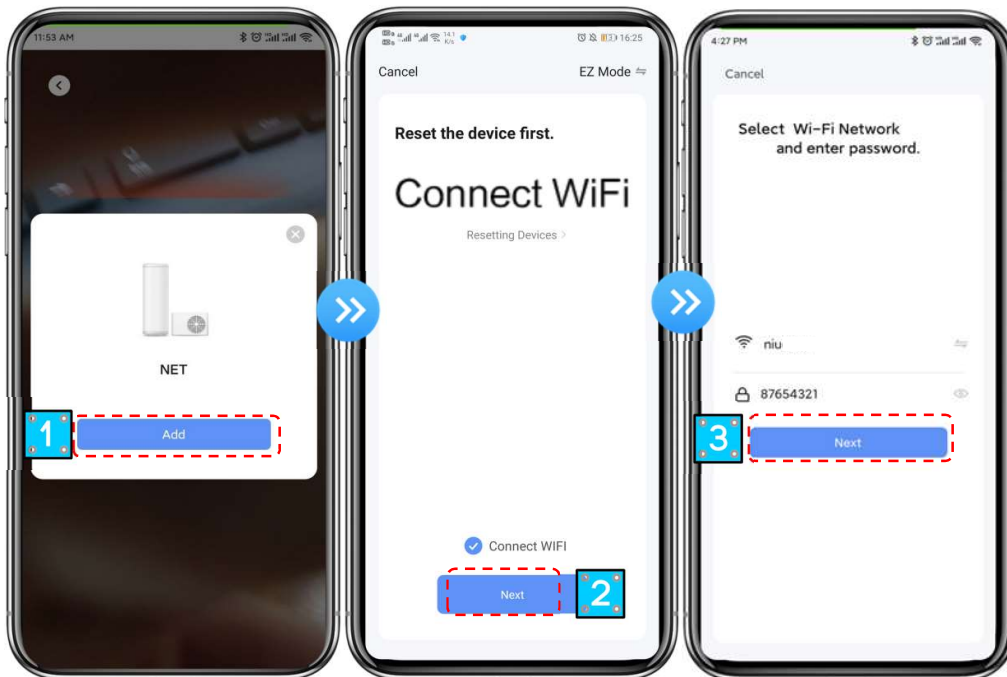 11:53 AM
NET
Add
1
14.1
K/s
16:25
Cancel
EZ Mode
Reset the device first.
Connect WiFi
Resetting Devices >
Connect WIFI
Next
2
4:27 PM
Cancel
Select Wi-Fi Network
and enter password.
niu
87654321
3
Next